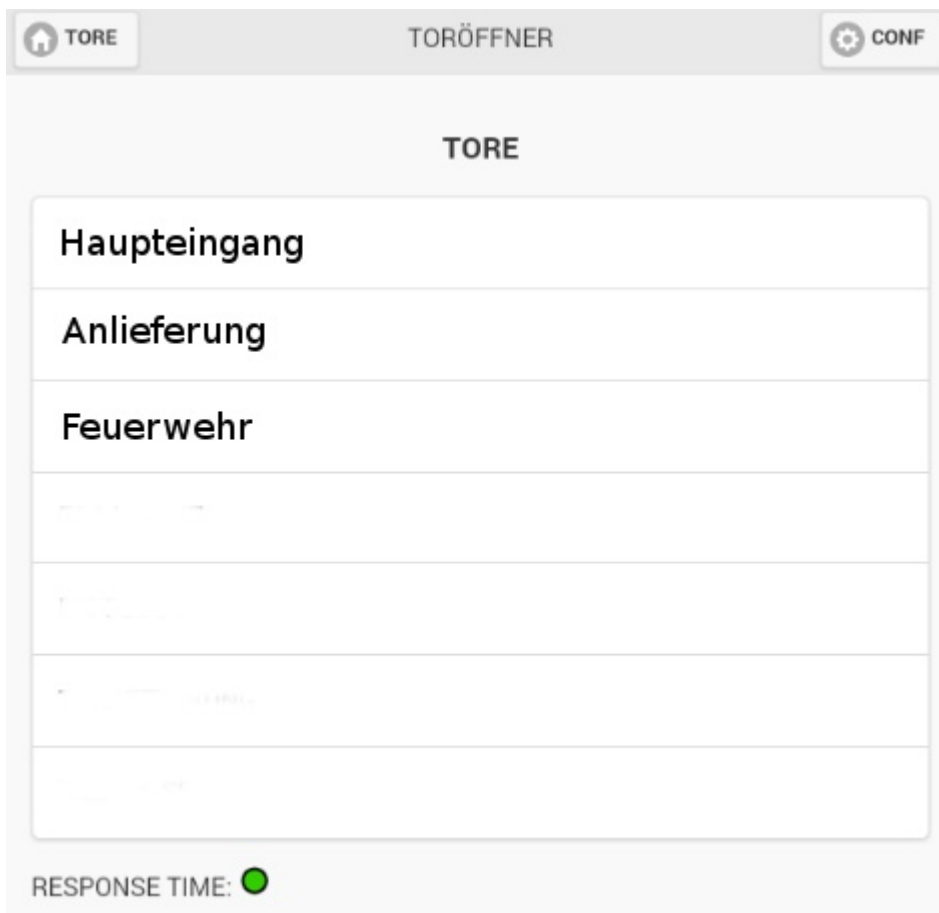 TORE TORÖFFNER CONF
TORE
Haupteingang
Anlieferung
Feuerwehr
RESPONSE TIME: